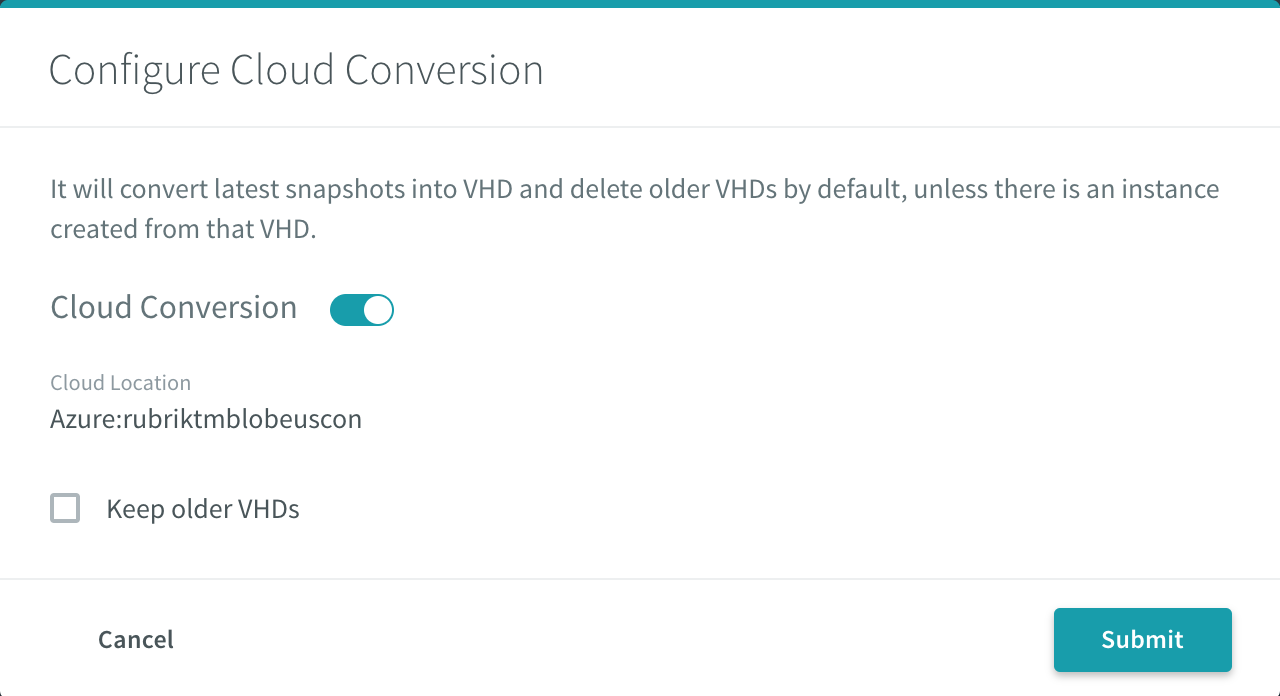 Configure Cloud Conversion
It will convert latest snapshots into VHD and delete older VHDs by default, unless there is an instance
created from that VHD.
Cloud Conversion
Cloud Location
Azure:rubriktmblobeuscon
Keep older VHDs
Cancel
Submit